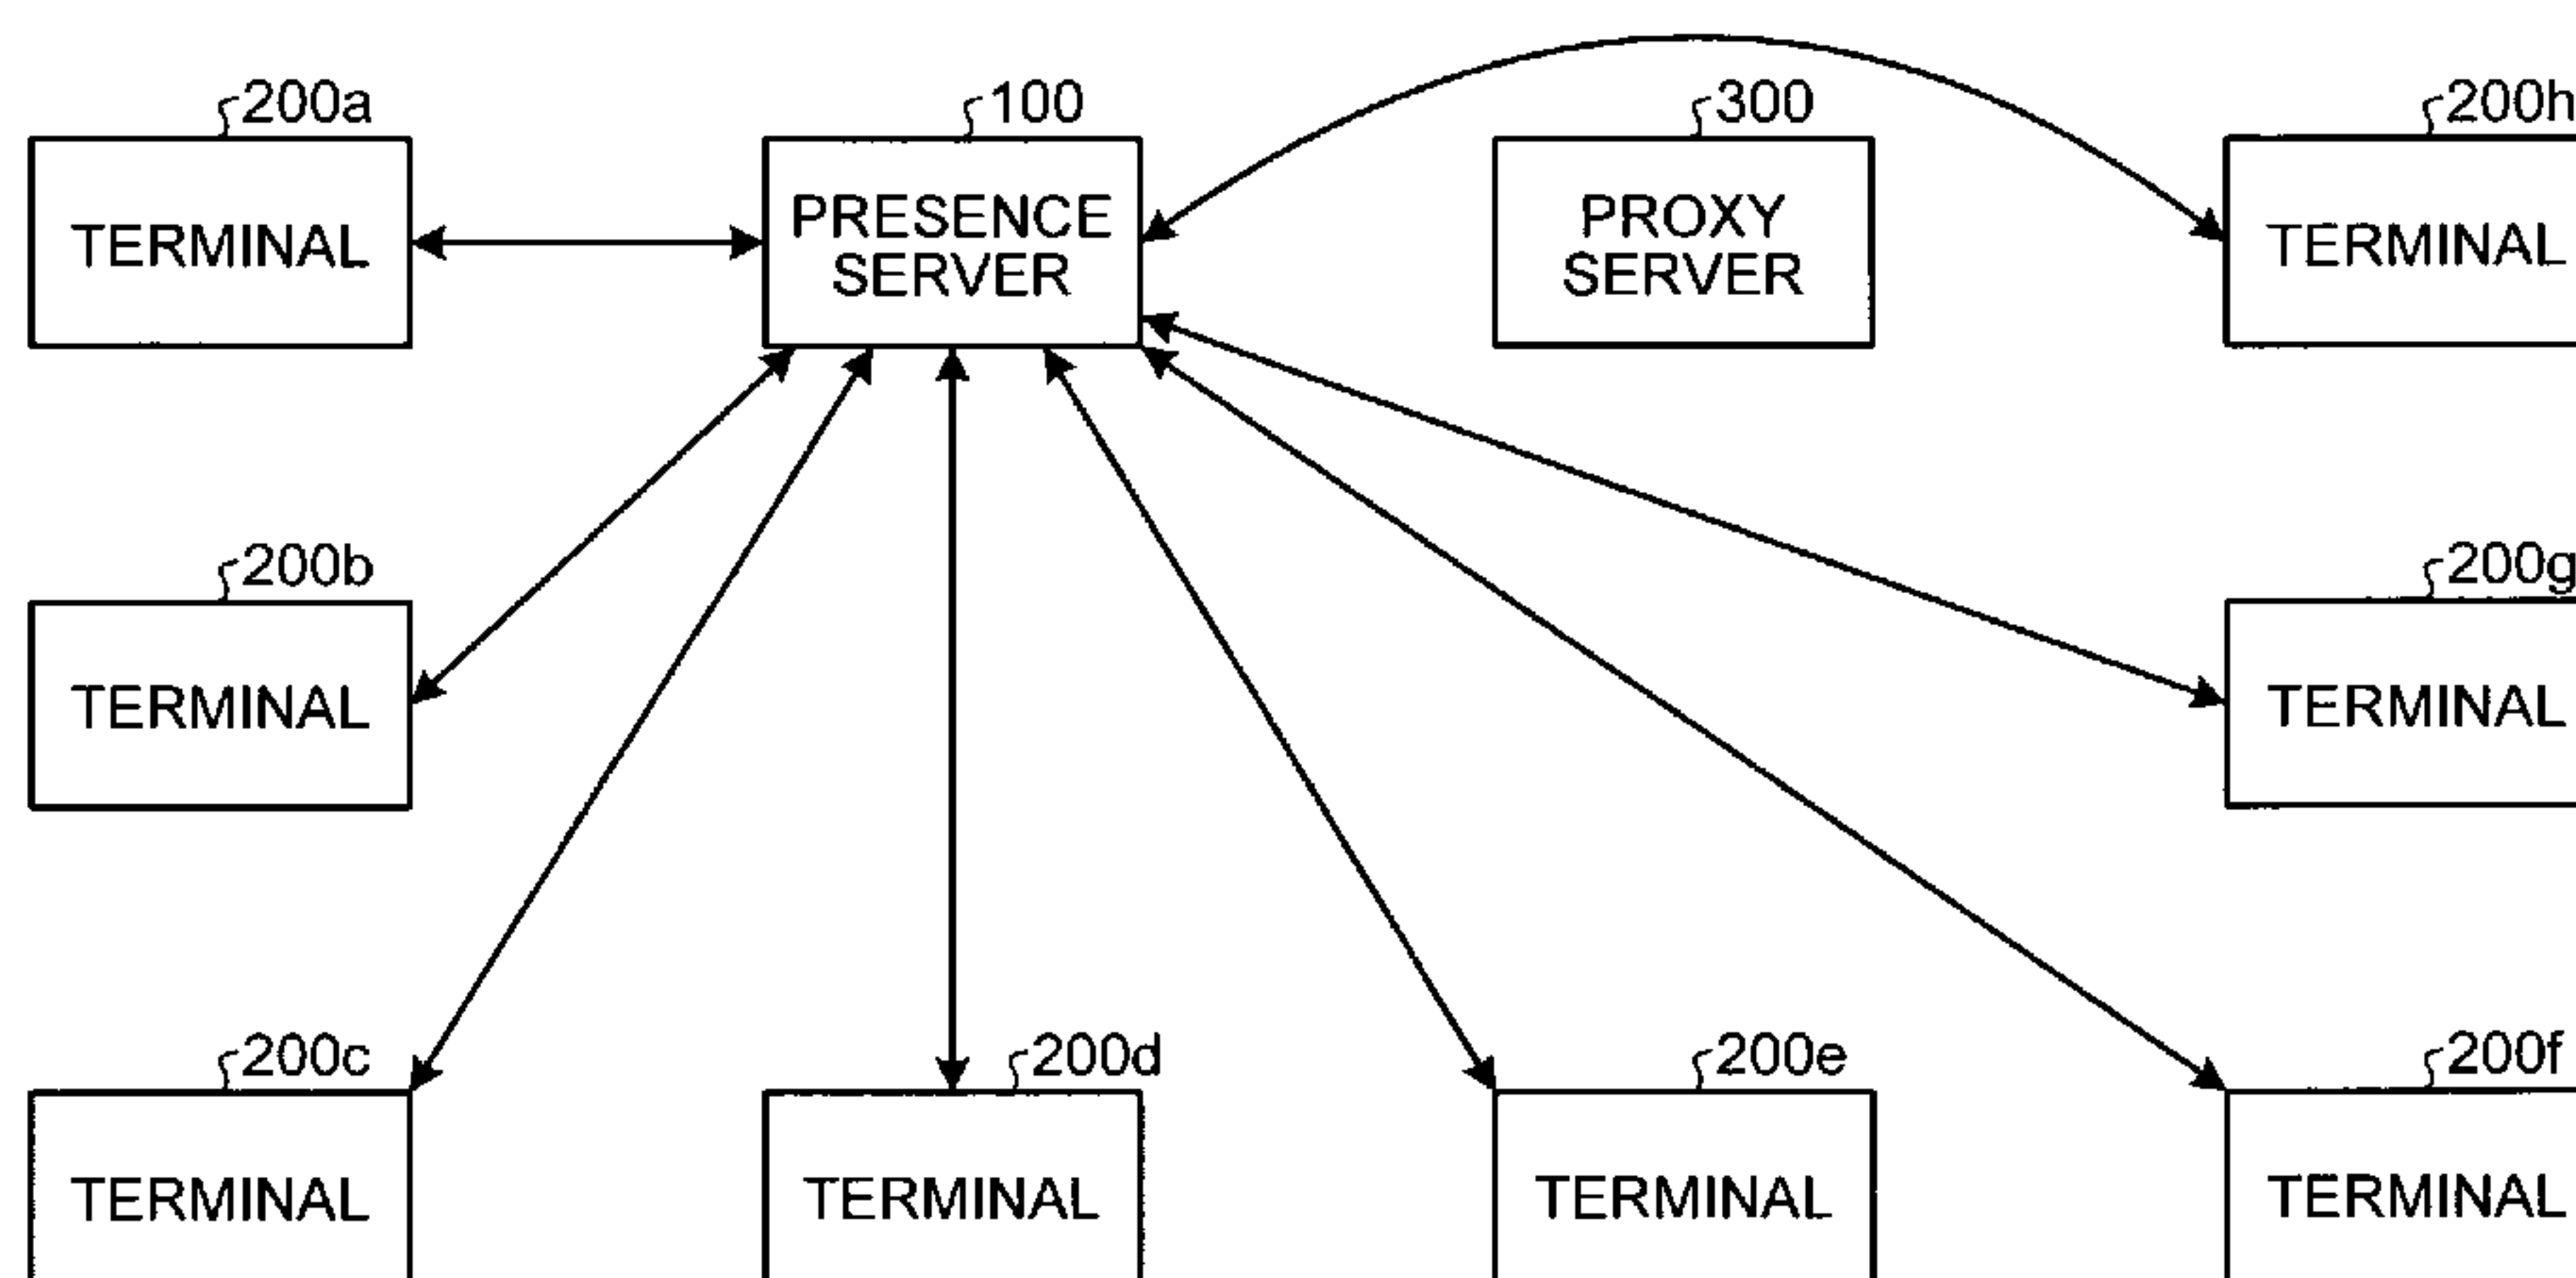 200a
100
300
200h
TERMINAL
PRESENCE
SERVER
PROXY
SERVER
TERMINAL
200b
200g
TERMINAL
TERMINAL
200c
200d
200e
200f
TERMINAL
TERMINAL
TERMINAL
TERMINAL